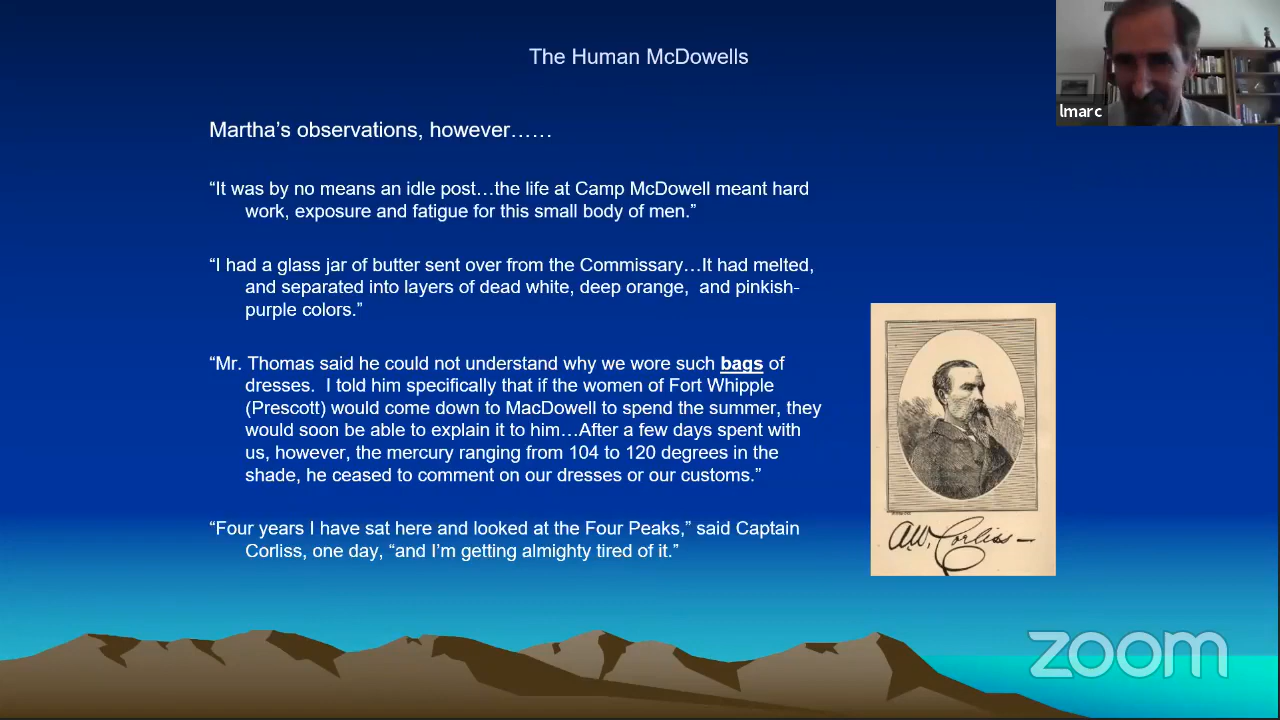 The Human McDowells
lmarc
Martha’s observations, however……
“It was by no means an idle post…the life at Camp McDowell meant hard
work, exposure and fatigue for this small body of men.”
“I had a glass jar of butter sent over from the Commissary…It had melted,
and separated into layers of dead white, deep orange,  and pinkish-
purple colors.”
“Mr. Thomas said he could not understand why we wore such bags of
dresses.  I told him specifically that if the women of Fort Whipple
(Prescott) would come down to MacDowell to spend the summer, they
would soon be able to explain it to him…After a few days spent with
us, however, the mercury ranging from 104 to 120 degrees in the
shade, he ceased to comment on our dresses or our customs.”
“Four years I have sat here and looked at the Four Peaks,” said Captain
Corliss, one day, “and I’m getting almighty tired of it.”
AW. Corliss –
zoom